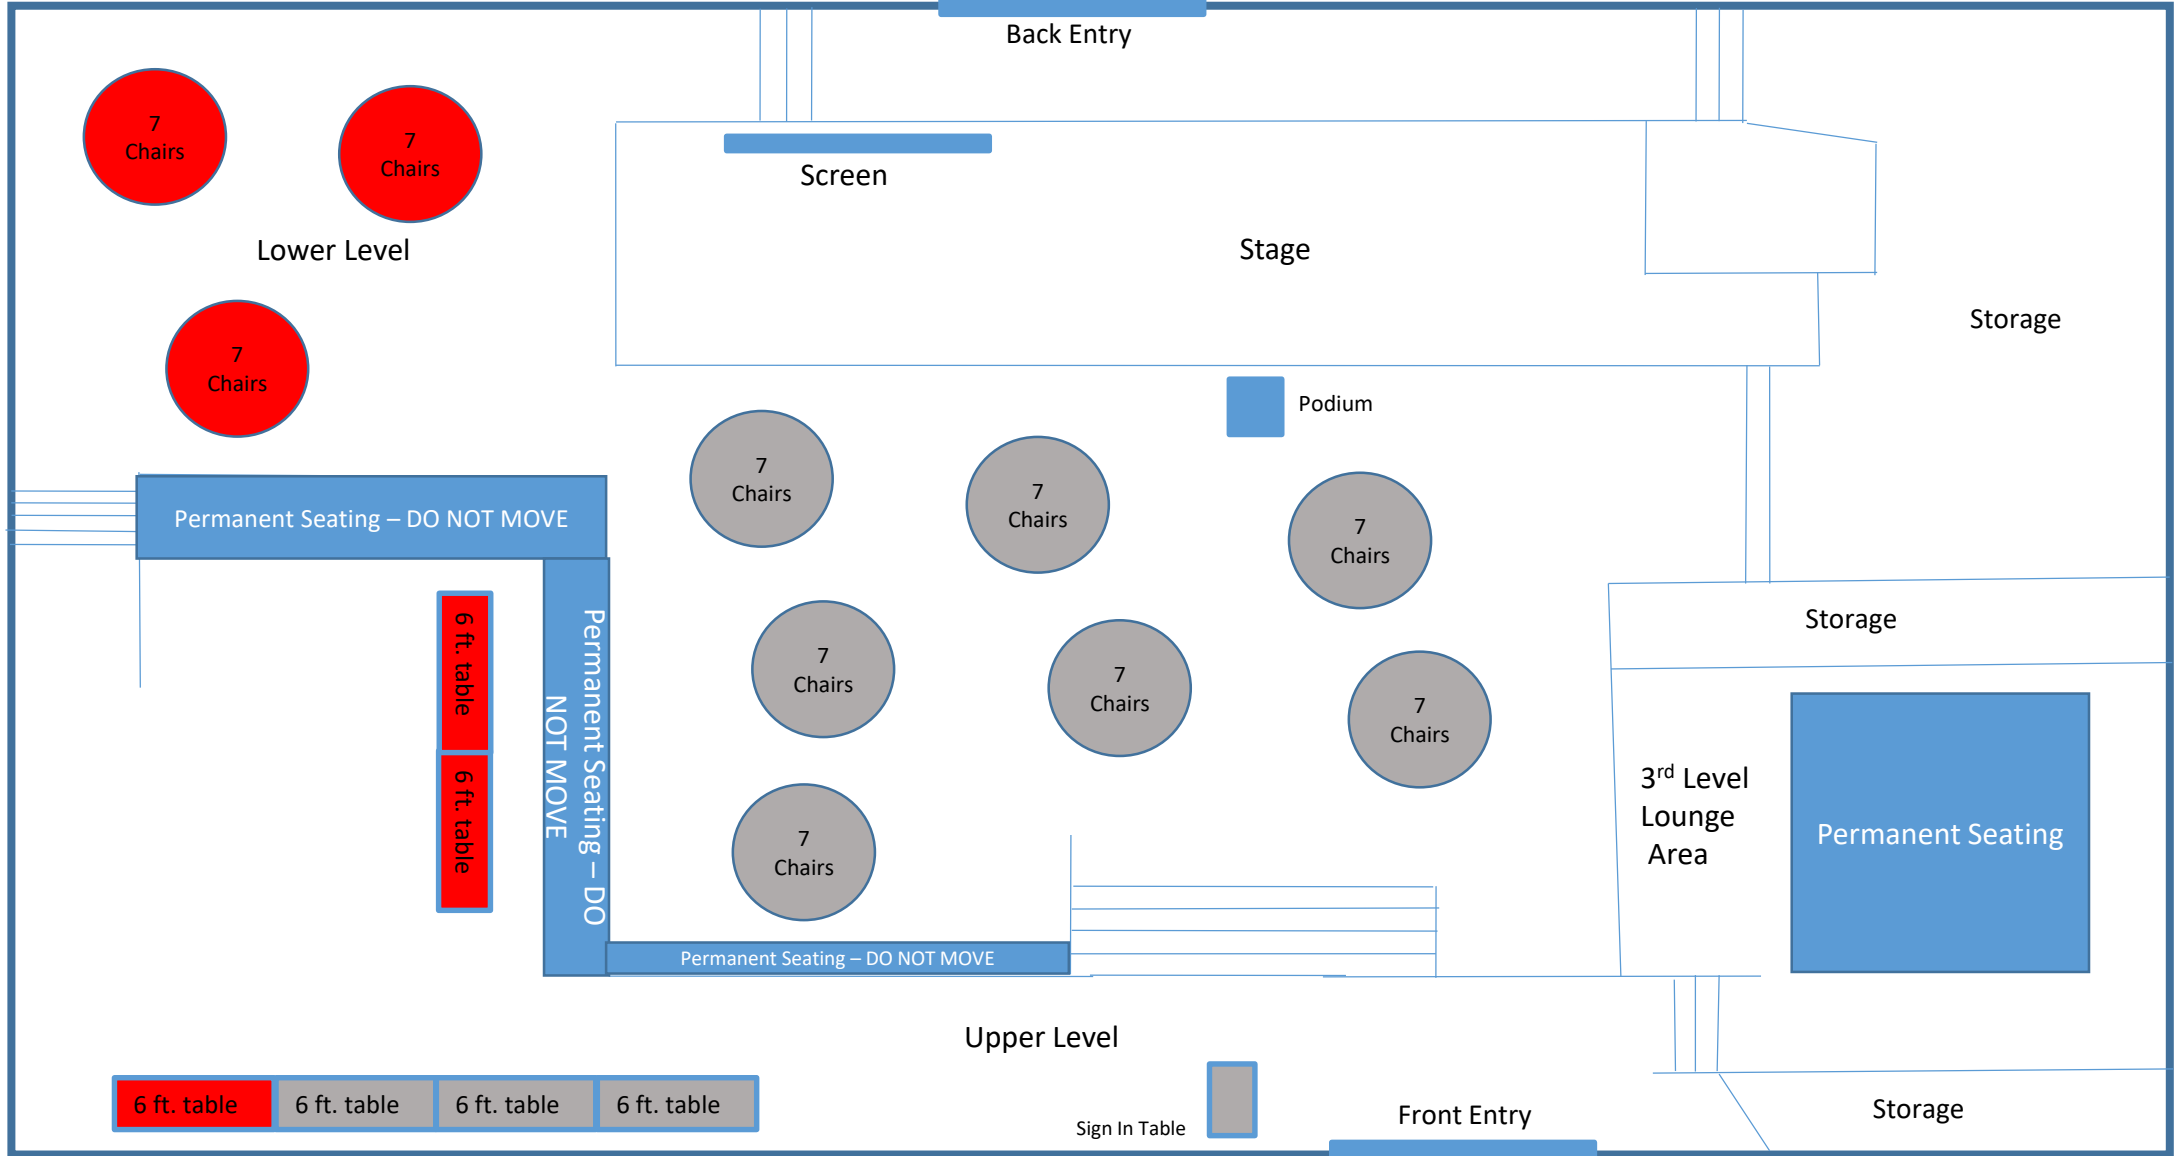 Back Entry
7
Chairs
7
Chairs
Screen
Lower Level
Stage
Storage
7
Chairs
Podium
7
Chairs
7
Chairs
7
Chairs
Permanent Seating – DO NOT MOVE
6 ft. table
6 ft. table
Permanent Seating – DO
NOT MOVE
7
Chairs
7
Chairs
7
Chairs
Storage
3rd Level
Lounge
Area
Permanent Seating
7
Chairs
Permanent Seating – DO NOT MOVE
Upper Level
6 ft. table
6 ft. table
6 ft. table
6 ft. table
Sign In Table
Front Entry
Storage